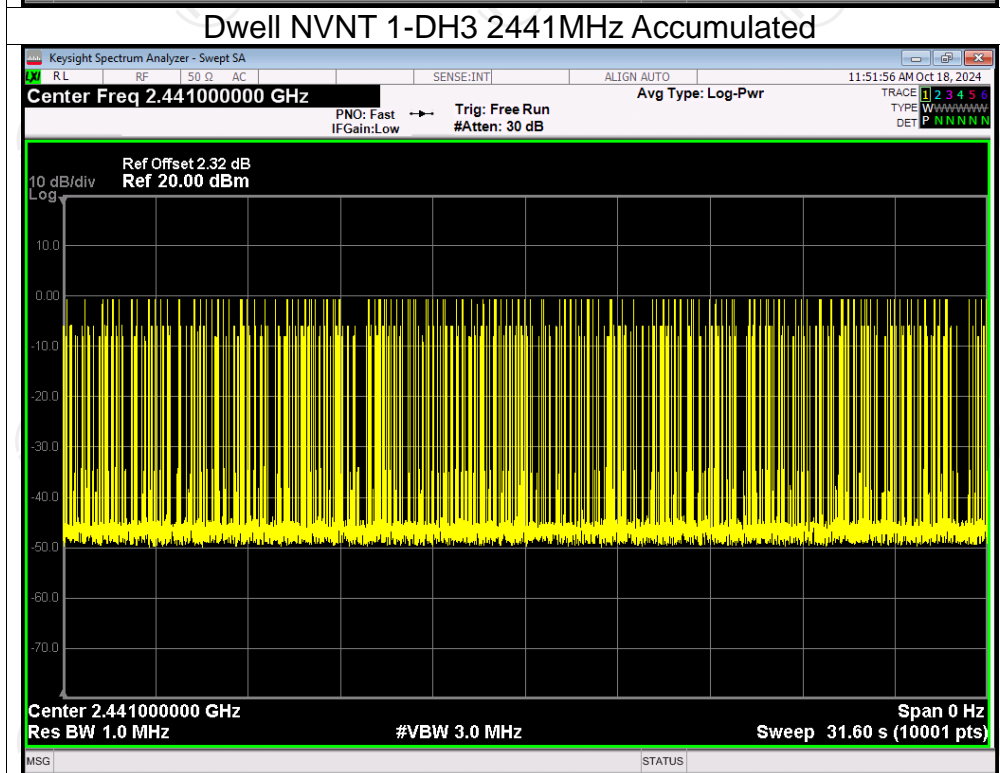 Dwell NVNT 1-DH3 2441MHz Accumulated
Keysight Spectrum Analyzer - Swept SA
LXI RL RF 50 Ω AC SENSE:INT ALIGN AUTO 11:51:56 AM Oct 18, 2024
Center Freq 2.441000000 GHz Avg Type: Log-Pwr TRACE 1 2 3 4 5 6
PNO: Fast Trig: Free Run TYPE WWWWWW
IFGain:Low #Atten: 30 dB DET P N N N N N
Ref Offset 2.32 dB
10 dB/div Ref 20.00 dBm
Log
10.0
0.00
-10.0
-20.0
-30.0
-40.0
-50.0
-60.0
-70.0
Center 2.441000000 GHz Span 0 Hz
Res BW 1.0 MHz #VBW 3.0 MHz Sweep 31.60 s (10001 pts)
MSG STATUS